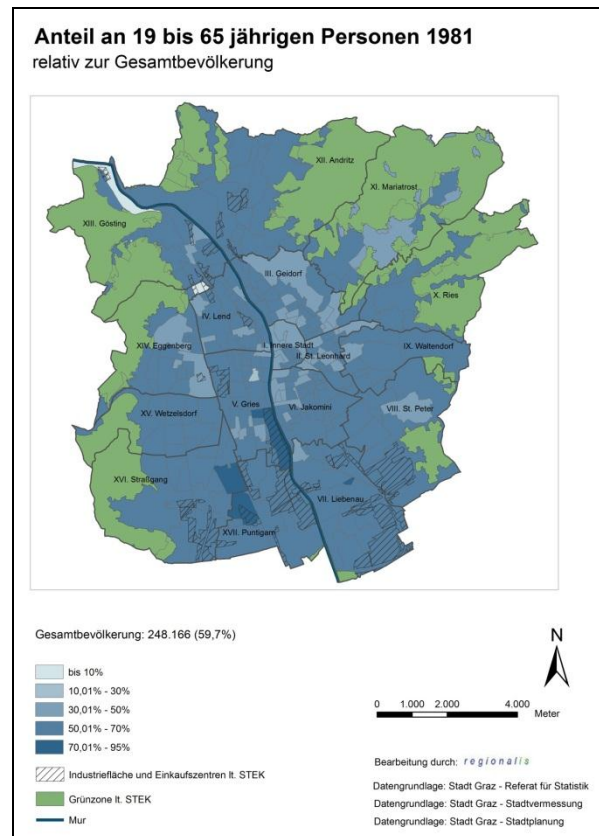 Anteil an 19 bis 65 jährigen Personen 1981
relativ zur Gesamtbevölkerung
XII. Andritz
XI. Mariatrost
XIII. Gösting
III. Geidorf
X. Ries
IV. Lend
XIV. Eggenberg
I. Innere Stadt
IX. Waltendorf
II. St. Leonhard
V. Gries
VI. Jakomini
VIII. St. Peter
XV. Wetzelsdorf
XVI. Straßgang
VII. Liebenau
XVII. Puntigam
Gesamtbevölkerung: 248.166 (59,7%)
bis 10%
10,01% - 30%
30,01% - 50%
50,01% - 70%
70,01% - 95%
Industriefläche und Einkaufszentren lt. STEK
Grünzone lt. STEK
Mur
N
0 1.000 2.000 4.000
Meter
Bearbeitung durch: regionalis
Datengrundlage: Stadt Graz - Referat für Statistik
Datengrundlage: Stadt Graz - Stadtvermessung
Datengrundlage: Stadt Graz - Stadtplanung